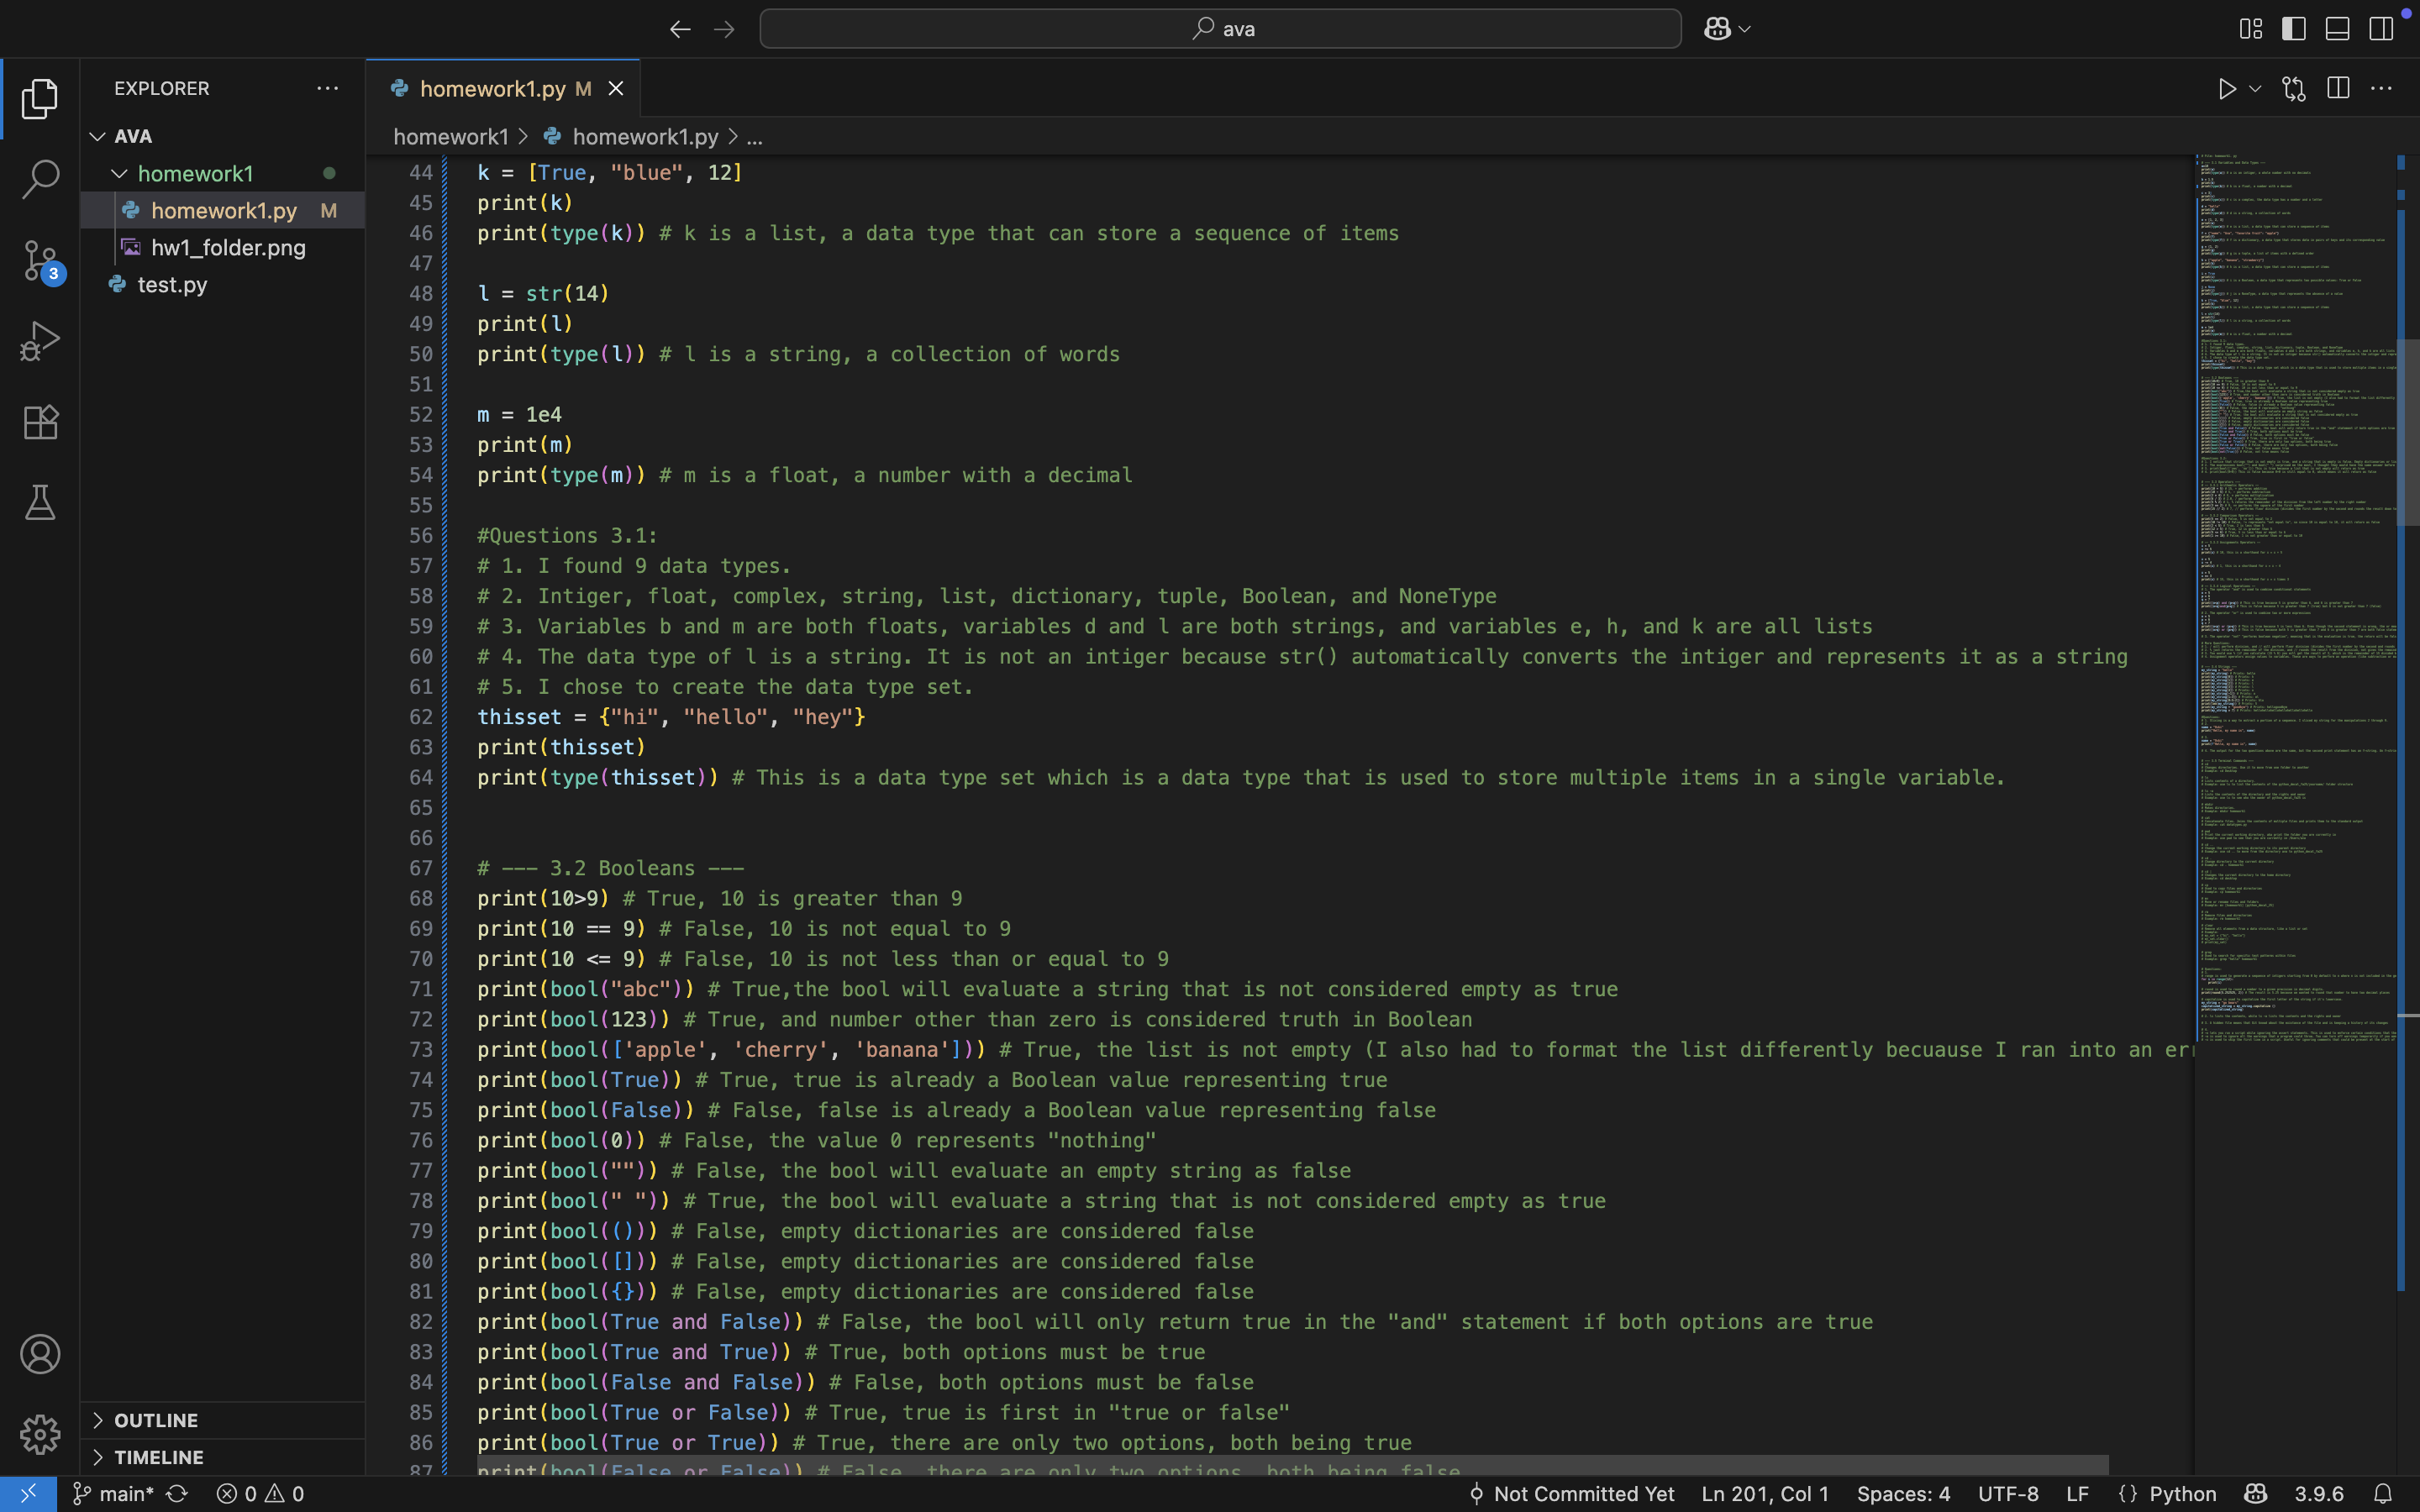 ava
EXPLORER
AVA
homework1
homework1.py M
hw1_folder.png
test.py
3
OUTLINE
TIMELINE
homework1.py M
homework1 > homework1.py > ...
44 k = [True, "blue", 12]
45 print(k)
46 print(type(k)) # k is a list, a data type that can store a sequence of items
47
48 l = str(14)
49 print(l)
50 print(type(l)) # l is a string, a collection of words
51
52 m = 1e4
53 print(m)
54 print(type(m)) # m is a float, a number with a decimal
55
56 #Questions 3.1:
57 # 1. I found 9 data types.
58 # 2. Intiger, float, complex, string, list, dictionary, tuple, Boolean, and NoneType
59 # 3. Variables b and m are both floats, variables d and l are both strings, and variables e, h, and k are all lists
60 # 4. The data type of l is a string. It is not an intiger because str() automatically converts the intiger and represents it as a string
61 # 5. I chose to create the data type set.
62 thisset = {"hi", "hello", "hey"}
63 print(thisset)
64 print(type(thisset)) # This is a data type set which is a data type that is used to store multiple items in a single variable.
65
66
67 # --- 3.2 Booleans ---
68 print(10>9) # True, 10 is greater than 9
69 print(10 == 9) # False, 10 is not equal to 9
70 print(10 <= 9) # False, 10 is not less than or equal to 9
71 print(bool("abc")) # True,the bool will evaluate a string that is not considered empty as true
72 print(bool(123)) # True, and number other than zero is considered truth in Boolean
73 print(bool(['apple', 'cherry', 'banana'])) # True, the list is not empty (I also had to format the list differently becuause I ran into an err
74 print(bool(True)) # True, true is already a Boolean value representing true
75 print(bool(False)) # False, false is already a Boolean value representing false
76 print(bool(0)) # False, the value 0 represents "nothing"
77 print(bool("")) # False, the bool will evaluate an empty string as false
78 print(bool(" ")) # True, the bool will evaluate a string that is not considered empty as true
79 print(bool(())) # False, empty dictionaries are considered false
80 print(bool([])) # False, empty dictionaries are considered false
81 print(bool({})) # False, empty dictionaries are considered false
82 print(bool(True and False)) # False, the bool will only return true in the "and" statement if both options are true
83 print(bool(True and True)) # True, both options must be true
84 print(bool(False and False)) # False, both options must be false
85 print(bool(True or False)) # True, true is first in "true or false"
86 print(bool(True or True)) # True, there are only two options, both being true
87 print(bool(False or False)) # False, there are only two options, both being false
main* 0 0 Not Committed Yet Ln 201, Col 1 Spaces: 4 UTF-8 LF {} Python 3.9.6